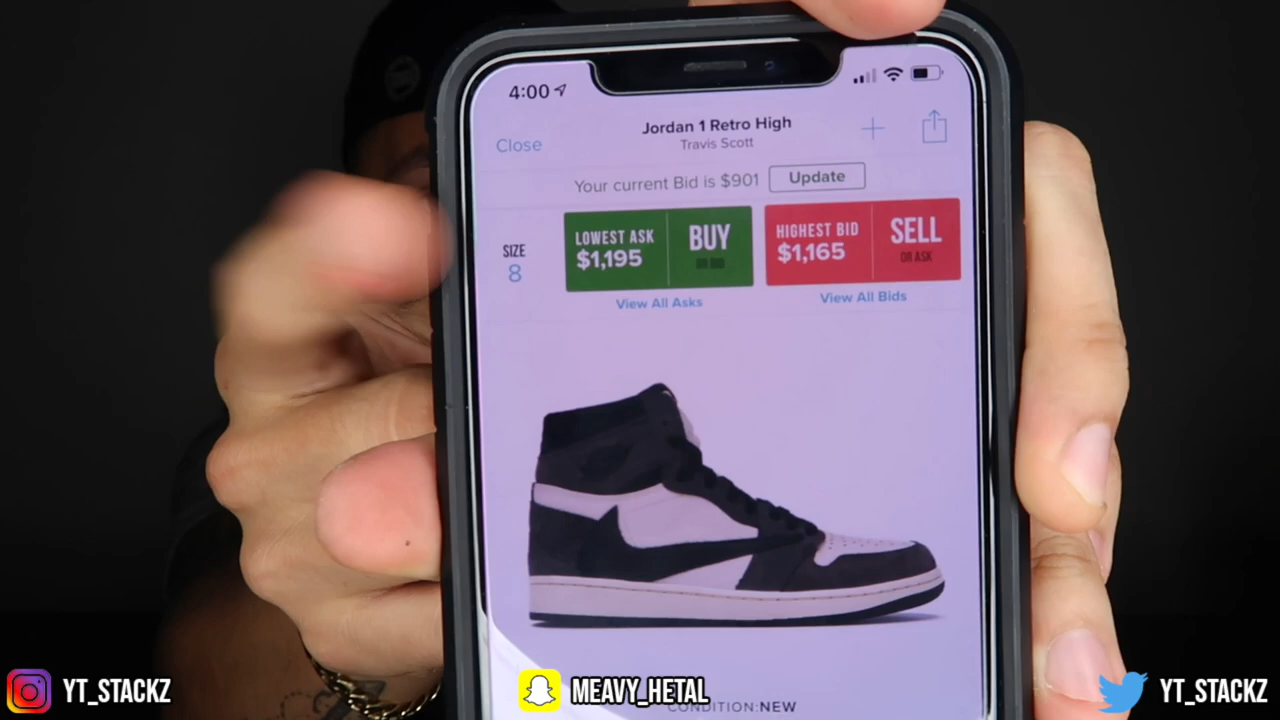 4:00
Close
Jordan 1 Retro High
Travis Scott
Your current Bid is $901
Update
SIZE
8
LOWEST ASK
$1,195
BUY
HIGHEST BID
$1,165
SELL
OR ASK
View All Asks
View All Bids
CONDITION:NEW
YT_STACKZ
MEAVY_HETAL
YT_STACKZ